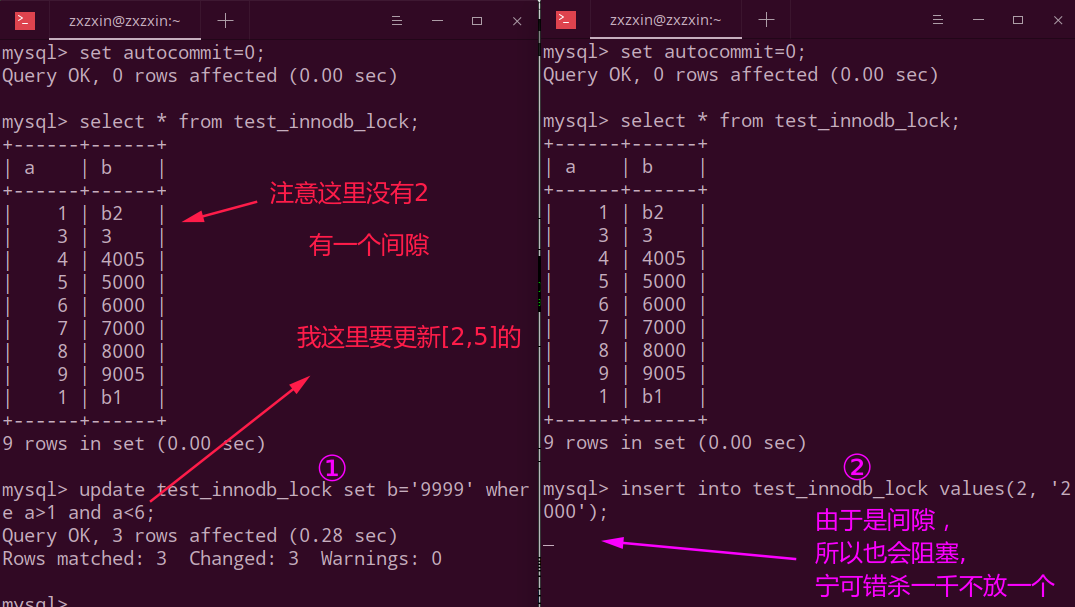 zxzxin@zxzxin:~
mysql> set autocommit=0;
Query OK, 0 rows affected (0.00 sec)
mysql> select * from test_innodb_lock;
+------+------+
| a    | b    |
+------+------+
|    1 | b2   |
|    3 | 3    |
|    4 | 4005 |
|    5 | 5000 |
|    6 | 6000 |
|    7 | 7000 |
|    8 | 8000 |
|    9 | 9005 |
|    1 | b1   |
+------+------+
9 rows in set (0.00 sec)
mysql> update test_innodb_lock set b='9999' wher
e a>1 and a<6;
Query OK, 3 rows affected (0.28 sec)
Rows matched: 3  Changed: 3  Warnings: 0
mysql>
注意这里没有2
有一个间隙
我这里要更新[2,5]的
①
zxzxin@zxzxin:~
mysql> set autocommit=0;
Query OK, 0 rows affected (0.00 sec)
mysql> select * from test_innodb_lock;
+------+------+
| a    | b    |
+------+------+
|    1 | b2   |
|    3 | 3    |
|    4 | 4005 |
|    5 | 5000 |
|    6 | 6000 |
|    7 | 7000 |
|    8 | 8000 |
|    9 | 9005 |
|    1 | b1   |
+------+------+
9 rows in set (0.00 sec)
②
mysql> insert into test_innodb_lock values(2, '2
000');
由于是间隙，
所以也会阻塞,
宁可错杀一千不放一个